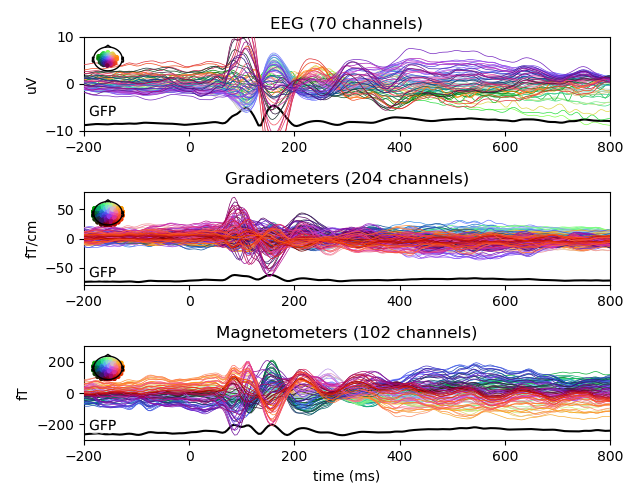 EEG (70 channels)
10
0
−10
uV
GFP
−200 0 200 400 600 800
Gradiometers (204 channels)
50
0
−50
fT/cm
GFP
−200 0 200 400 600 800
Magnetometers (102 channels)
200
0
−200
fT
GFP
−200 0 200 400 600 800
time (ms)